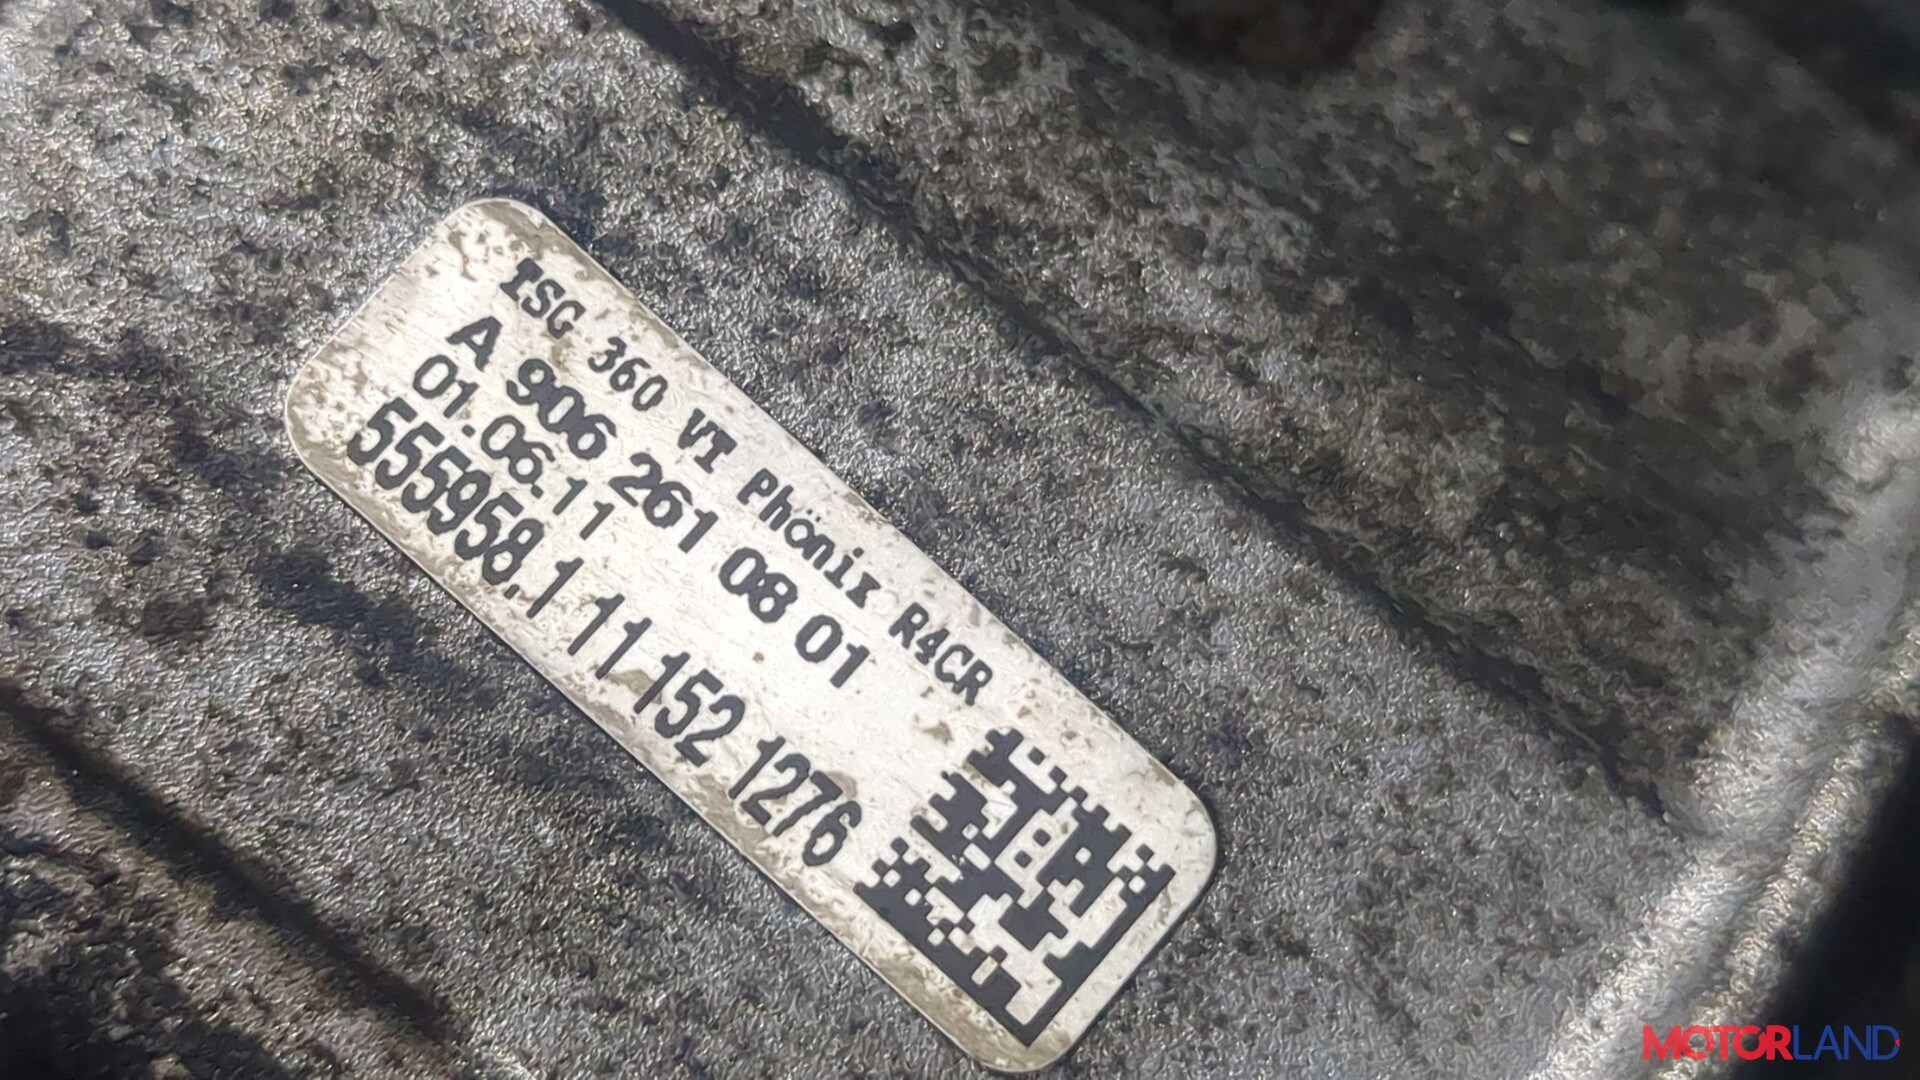 ISG 360 VI Phönix R4CR
A 906 261 08 01
01.06.11
555958.1 11 152 1276
MOTORLAND